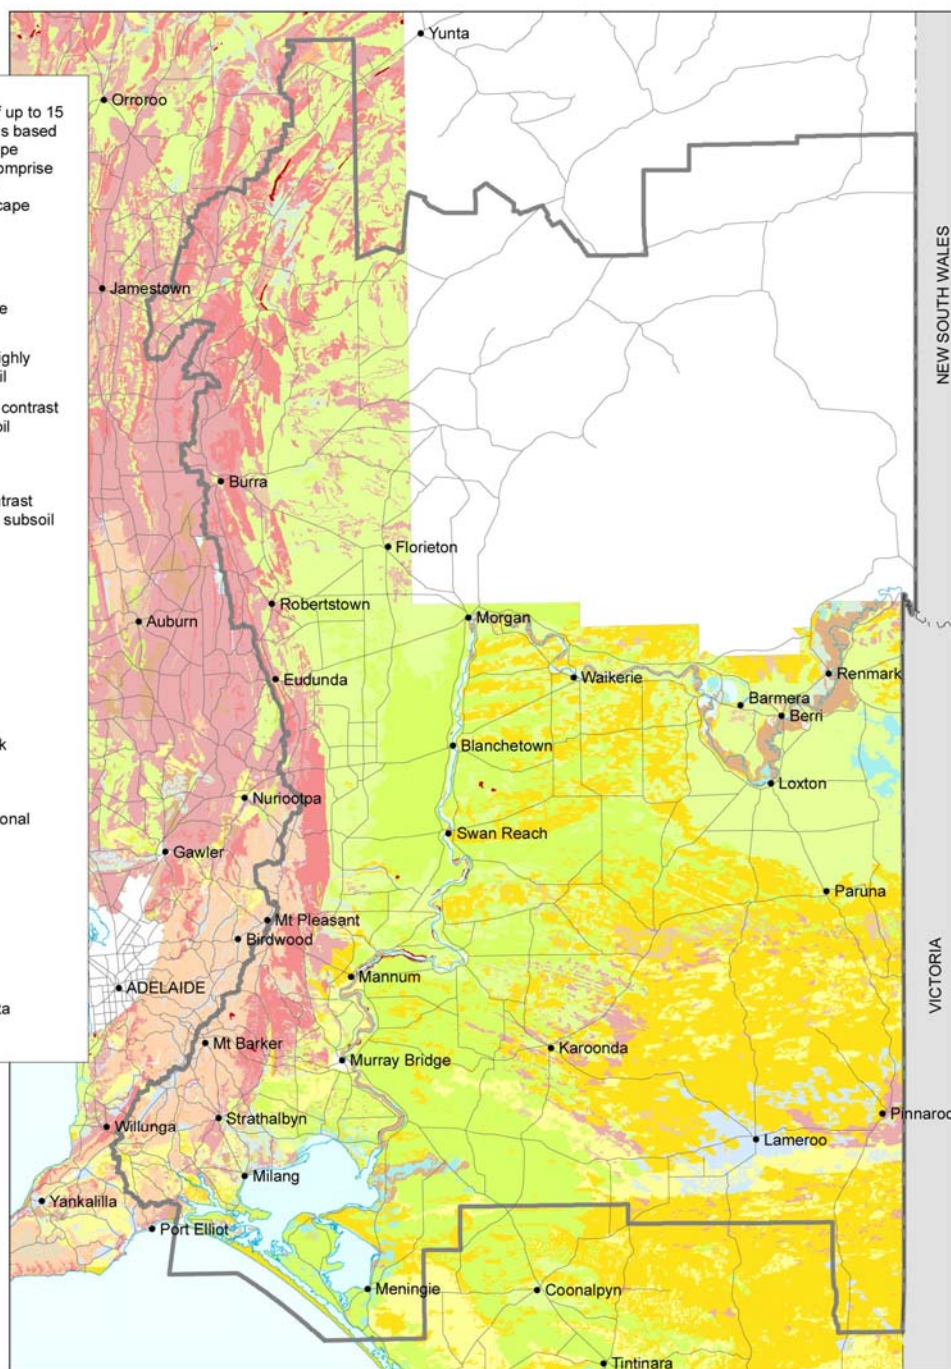 Yunta
Orroroo
f up to 15
s based
pe
omprise
cape
Jamestown
e
ighly
il
contrast
oil
Burra
trast
subsoil
Florieton
Robertstown
Morgan
Auburn
Eudunda
Waikerie
Renmark
Barmera
Berri
k
Blanchetown
Loxton
Nuriootpa
onal
Swan Reach
Gawler
Paruna
Mt Pleasant
Birdwood
Mannum
ADELAIDE
ta
Mt Barker
Karoonda
Murray Bridge
Pinnaroo
Strathalbyn
Willunga
Lameroo
Milang
Yankalilla
Port Elliot
Meningie
Coonalpyn
Tintinara
NEW SOUTH WALES
VICTORIA